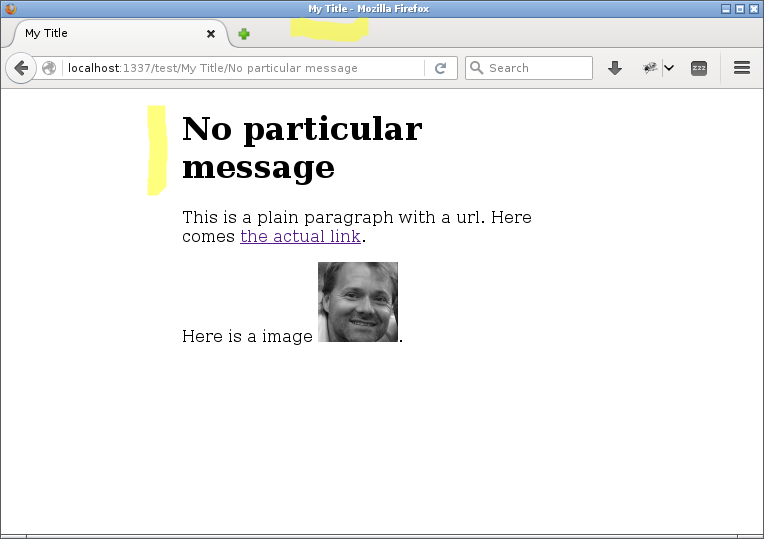 My Title - Mozilla Firefox
My Title
localhost:1337/test/My Title/No particular message
Search
zzz
No particular
message
This is a plain paragraph with a url. Here
comes the actual link.
Here is a image .